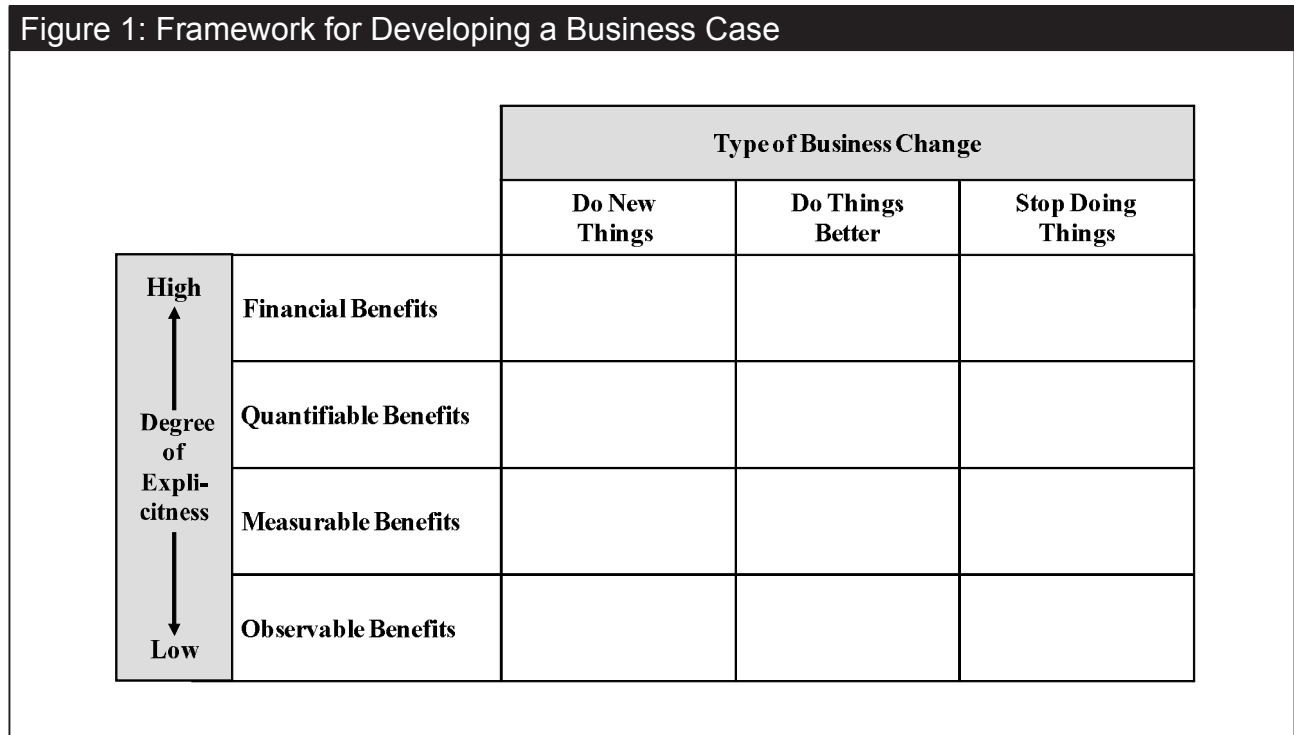 Figure 1: Framework for Developing a Business Case
Type of Business Change
Do New
Things
Do Things
Better
Stop Doing
Things
High
Degree
of
Expli-
citness
Low
Financial Benefits
Quantifiable Benefits
Measurable Benefits
Observable Benefits